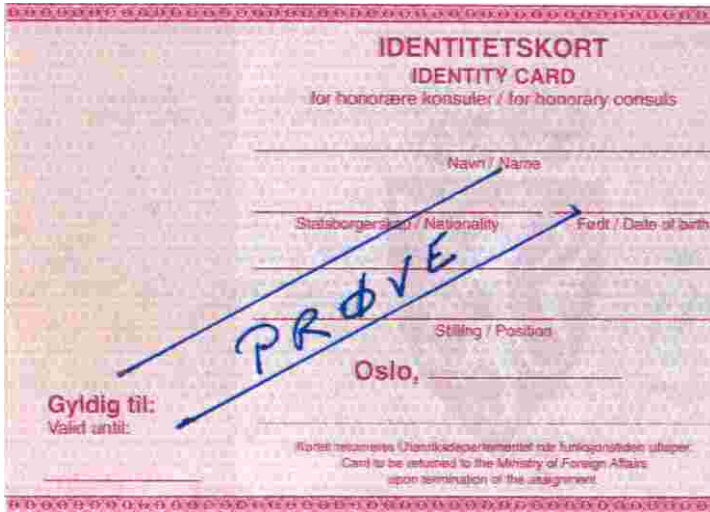 IDENTITETSKORT
IDENTITY CARD
for honorære konsuler / for honorary consuls
Navn / Name
Statsborgerskap / Nationality
Født / Date of birth
PRØVE
Stilling / Position
Oslo,
Gyldig til:
Valid until:
Kortet returneres Utenriksdepartementet når funksjonstiden utløper.
Card to be returned to the Ministry of Foreign Affairs
upon termination of the assignment